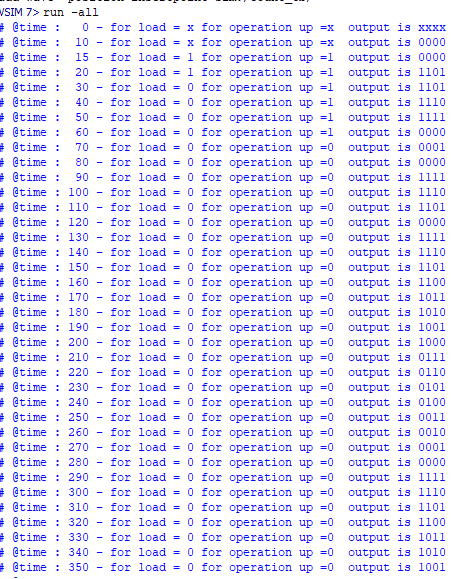 VSIM 7> run -all
# @time :   0 - for load = x for operation up =x  output is xxxx
# @time :  10 - for load = x for operation up =x  output is 0000
# @time :  15 - for load = 1 for operation up =1  output is 0000
# @time :  20 - for load = 1 for operation up =1  output is 1101
# @time :  30 - for load = 0 for operation up =1  output is 1101
# @time :  40 - for load = 0 for operation up =1  output is 1110
# @time :  50 - for load = 0 for operation up =1  output is 1111
# @time :  60 - for load = 0 for operation up =1  output is 0000
# @time :  70 - for load = 0 for operation up =0  output is 0001
# @time :  80 - for load = 0 for operation up =0  output is 0000
# @time :  90 - for load = 0 for operation up =0  output is 1111
# @time : 100 - for load = 0 for operation up =0  output is 1110
# @time : 110 - for load = 0 for operation up =0  output is 1101
# @time : 120 - for load = 0 for operation up =0  output is 0000
# @time : 130 - for load = 0 for operation up =0  output is 1111
# @time : 140 - for load = 0 for operation up =0  output is 1110
# @time : 150 - for load = 0 for operation up =0  output is 1101
# @time : 160 - for load = 0 for operation up =0  output is 1100
# @time : 170 - for load = 0 for operation up =0  output is 1011
# @time : 180 - for load = 0 for operation up =0  output is 1010
# @time : 190 - for load = 0 for operation up =0  output is 1001
# @time : 200 - for load = 0 for operation up =0  output is 1000
# @time : 210 - for load = 0 for operation up =0  output is 0111
# @time : 220 - for load = 0 for operation up =0  output is 0110
# @time : 230 - for load = 0 for operation up =0  output is 0101
# @time : 240 - for load = 0 for operation up =0  output is 0100
# @time : 250 - for load = 0 for operation up =0  output is 0011
# @time : 260 - for load = 0 for operation up =0  output is 0010
# @time : 270 - for load = 0 for operation up =0  output is 0001
# @time : 280 - for load = 0 for operation up =0  output is 0000
# @time : 290 - for load = 0 for operation up =0  output is 1111
# @time : 300 - for load = 0 for operation up =0  output is 1110
# @time : 310 - for load = 0 for operation up =0  output is 1101
# @time : 320 - for load = 0 for operation up =0  output is 1100
# @time : 330 - for load = 0 for operation up =0  output is 1011
# @time : 340 - for load = 0 for operation up =0  output is 1010
# @time : 350 - for load = 0 for operation up =0  output is 1001